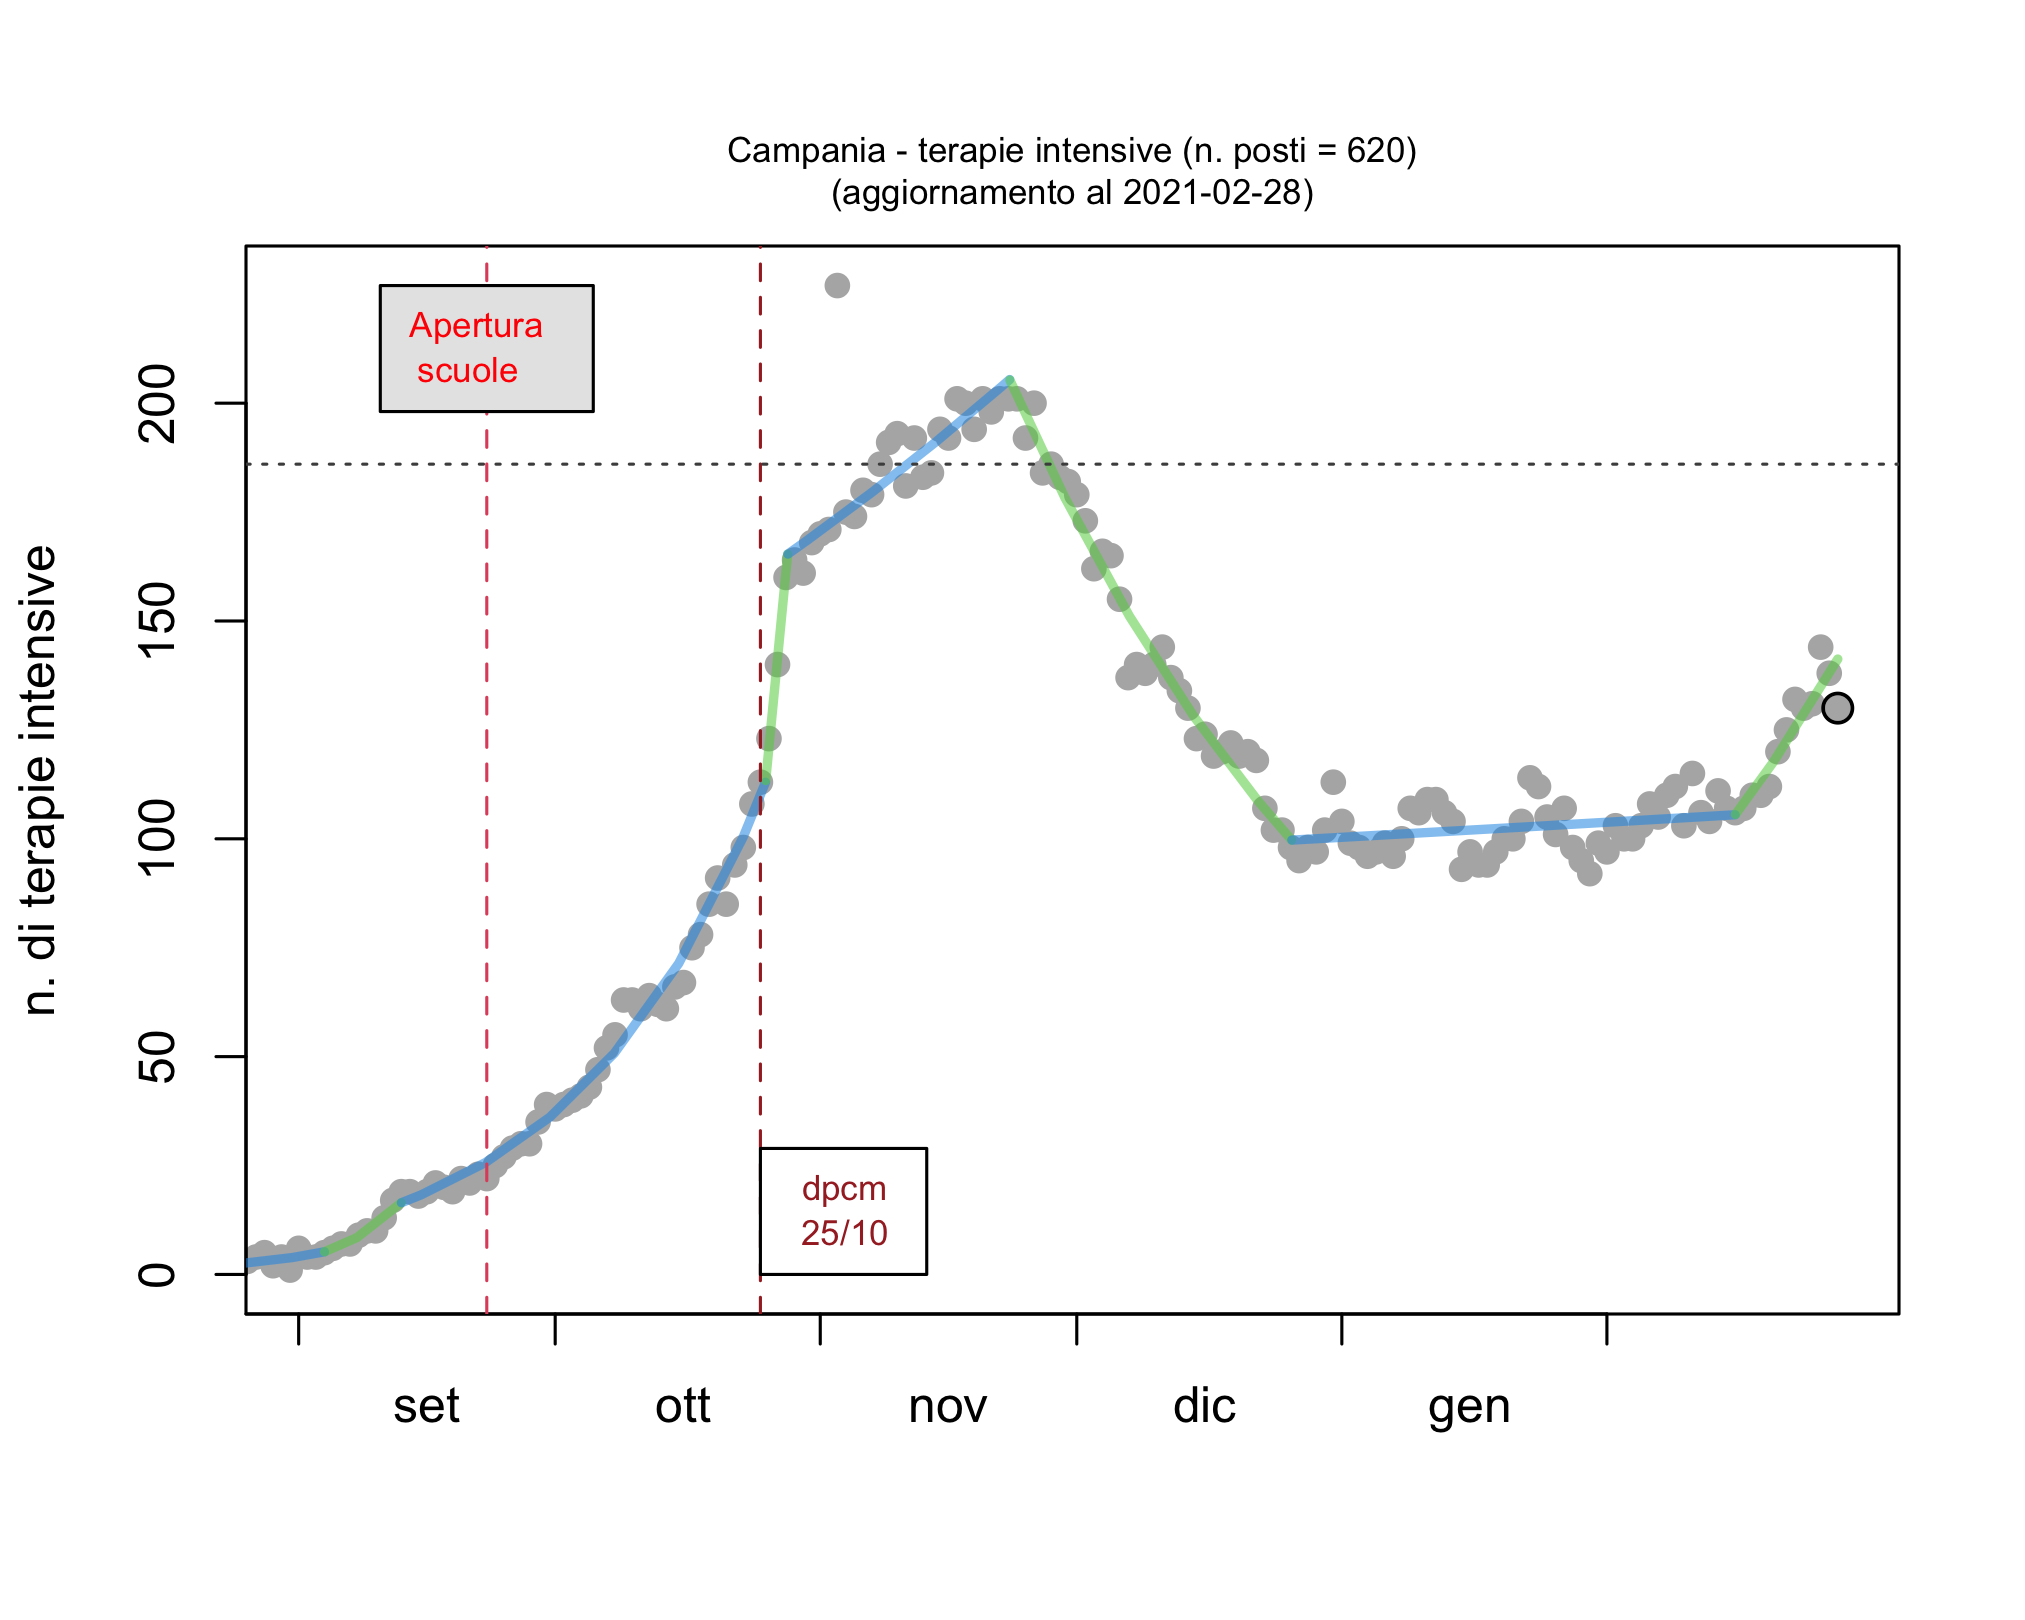 Campania - terapie intensive (n. posti = 620)
(aggiornamento al 2021-02-28)
Apertura
scuole
n. di terapie intensive
200
150
100
50
0
dpcm
25/10
set ott nov dic gen